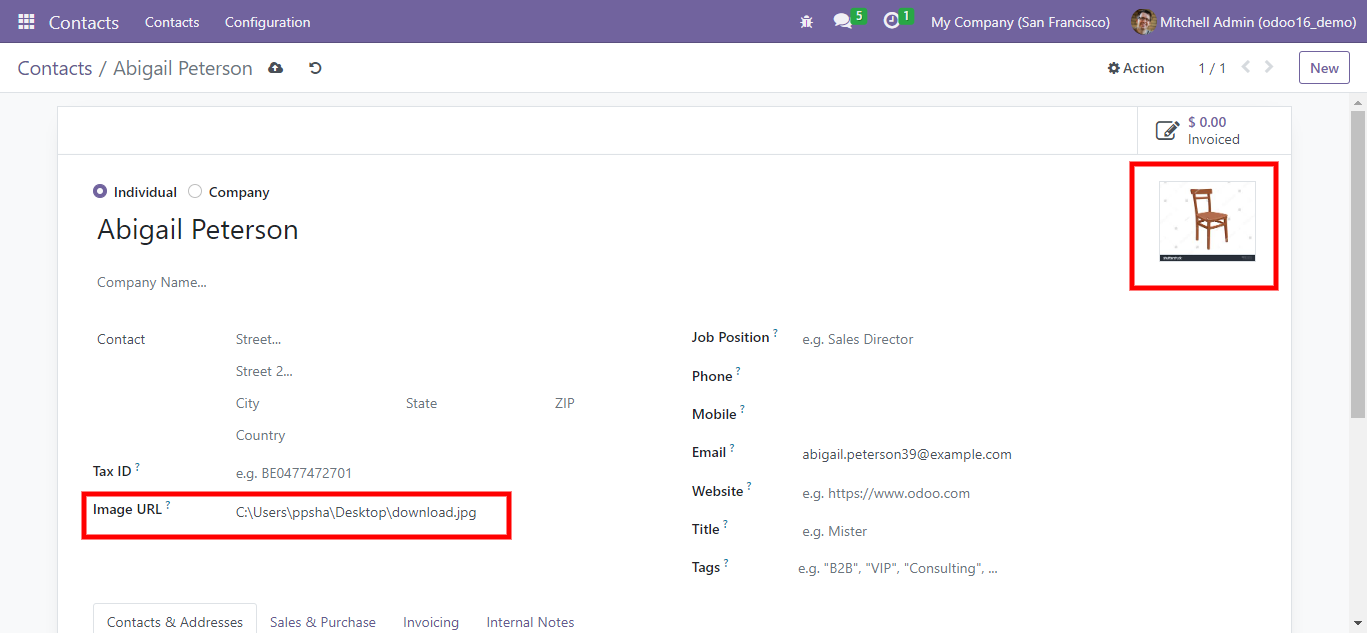 Contacts Contacts Configuration 5 1 My Company (San Francisco) Mitchell Admin (odoo16_demo)
Contacts / Abigail Peterson Action 1 / 1 New
$ 0.00
Invoiced
Individual Company
Abigail Peterson
Company Name...
Contact Street...
Street 2...
City State ZIP
Country
Tax ID ? e.g. BE0477472701
Image URL ? C:\Users\ppsha\Desktop\download.jpg
Job Position ? e.g. Sales Director
Phone ?
Mobile ?
Email ? abigail.peterson39@example.com
Website ? e.g. https://www.odoo.com
Title ? e.g. Mister
Tags ? e.g. "B2B", "VIP", "Consulting", ...
Contacts & Addresses Sales & Purchase Invoicing Internal Notes